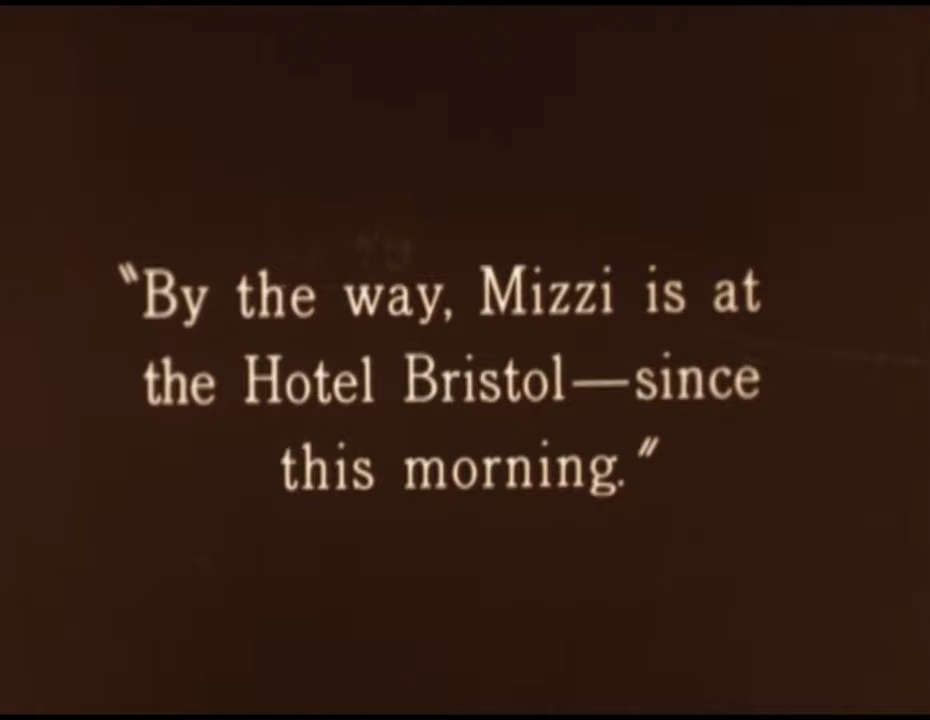 "By the way, Mizzi is at
the Hotel Bristol—since
this morning."